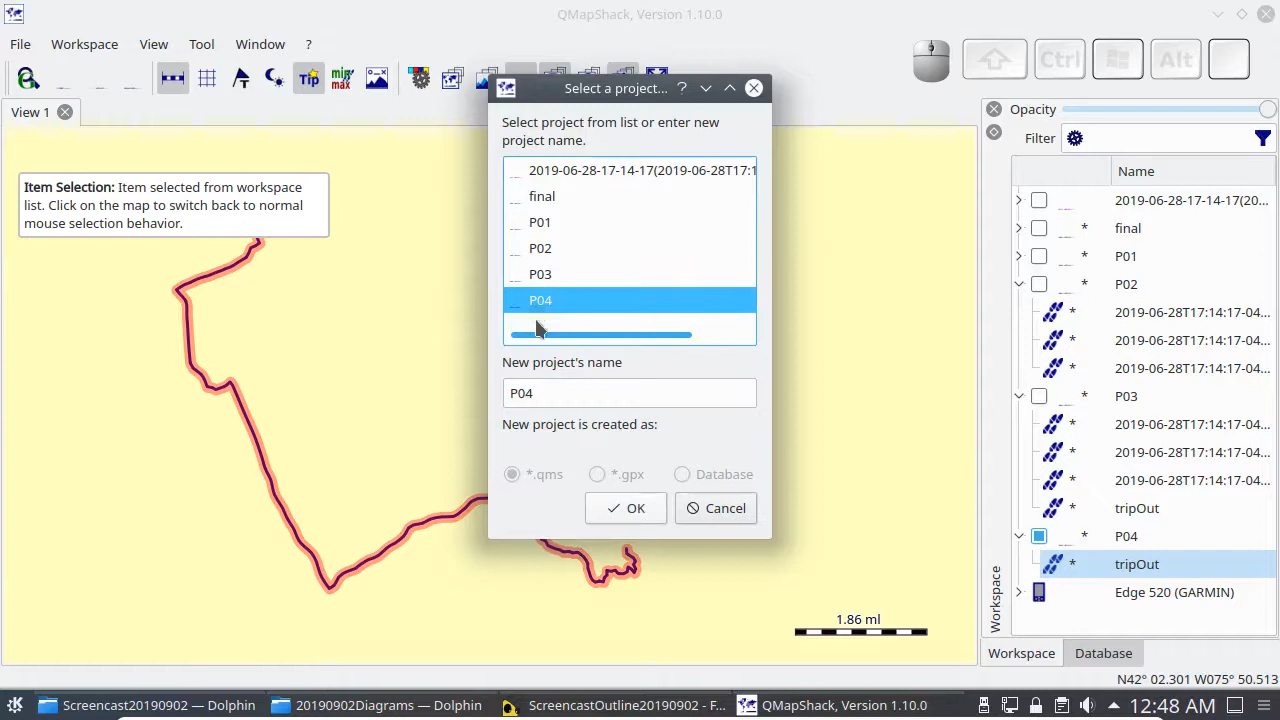 QMapShack, Version 1.10.0
File Workspace View Tool Window ?
Ctrl Alt
Tip min max
View 1
Item Selection: Item selected from workspace
list. Click on the map to switch back to normal
mouse selection behavior.
1.86 ml
Select a project... ?
Select project from list or enter new
project name.
2019-06-28-17-14-17(2019-06-28T17:1
final
P01
P02
P03
P04
New project's name
P04
New project is created as:
*.qms *.gpx Database
OK Cancel
Opacity
Filter
Name
2019-06-28-17-14-17(20...
* final
* P01
* P02
* 2019-06-28T17:14:17-04...
* 2019-06-28T17:14:17-04...
* 2019-06-28T17:14:17-04...
* P03
* 2019-06-28T17:14:17-04...
* 2019-06-28T17:14:17-04...
* 2019-06-28T17:14:17-04...
* tripOut
* P04
* tripOut
Edge 520 (GARMIN)
Workspace
Workspace Database
N42° 02.301 W075° 50.513
Screencast20190902 — Dolphin 20190902Diagrams — Dolphin ScreencastOutline20190902 - F... QMapShack, Version 1.10.0 12:48 AM